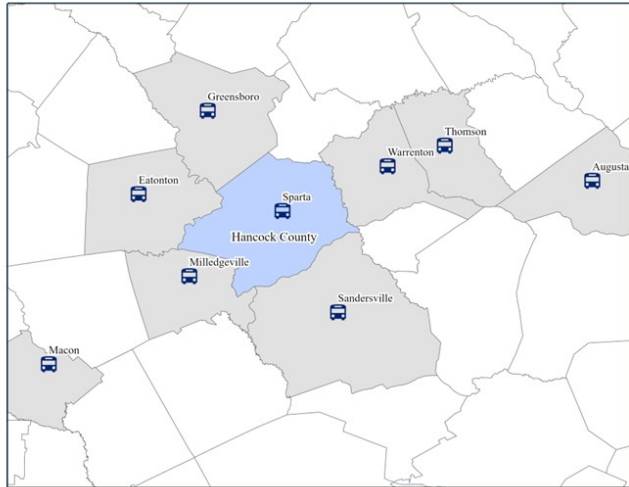 Greensboro
Thomson
Warrenton
Augusta
Eatonton
Sparta
Hancock County
Milledgeville
Sandersville
Macon